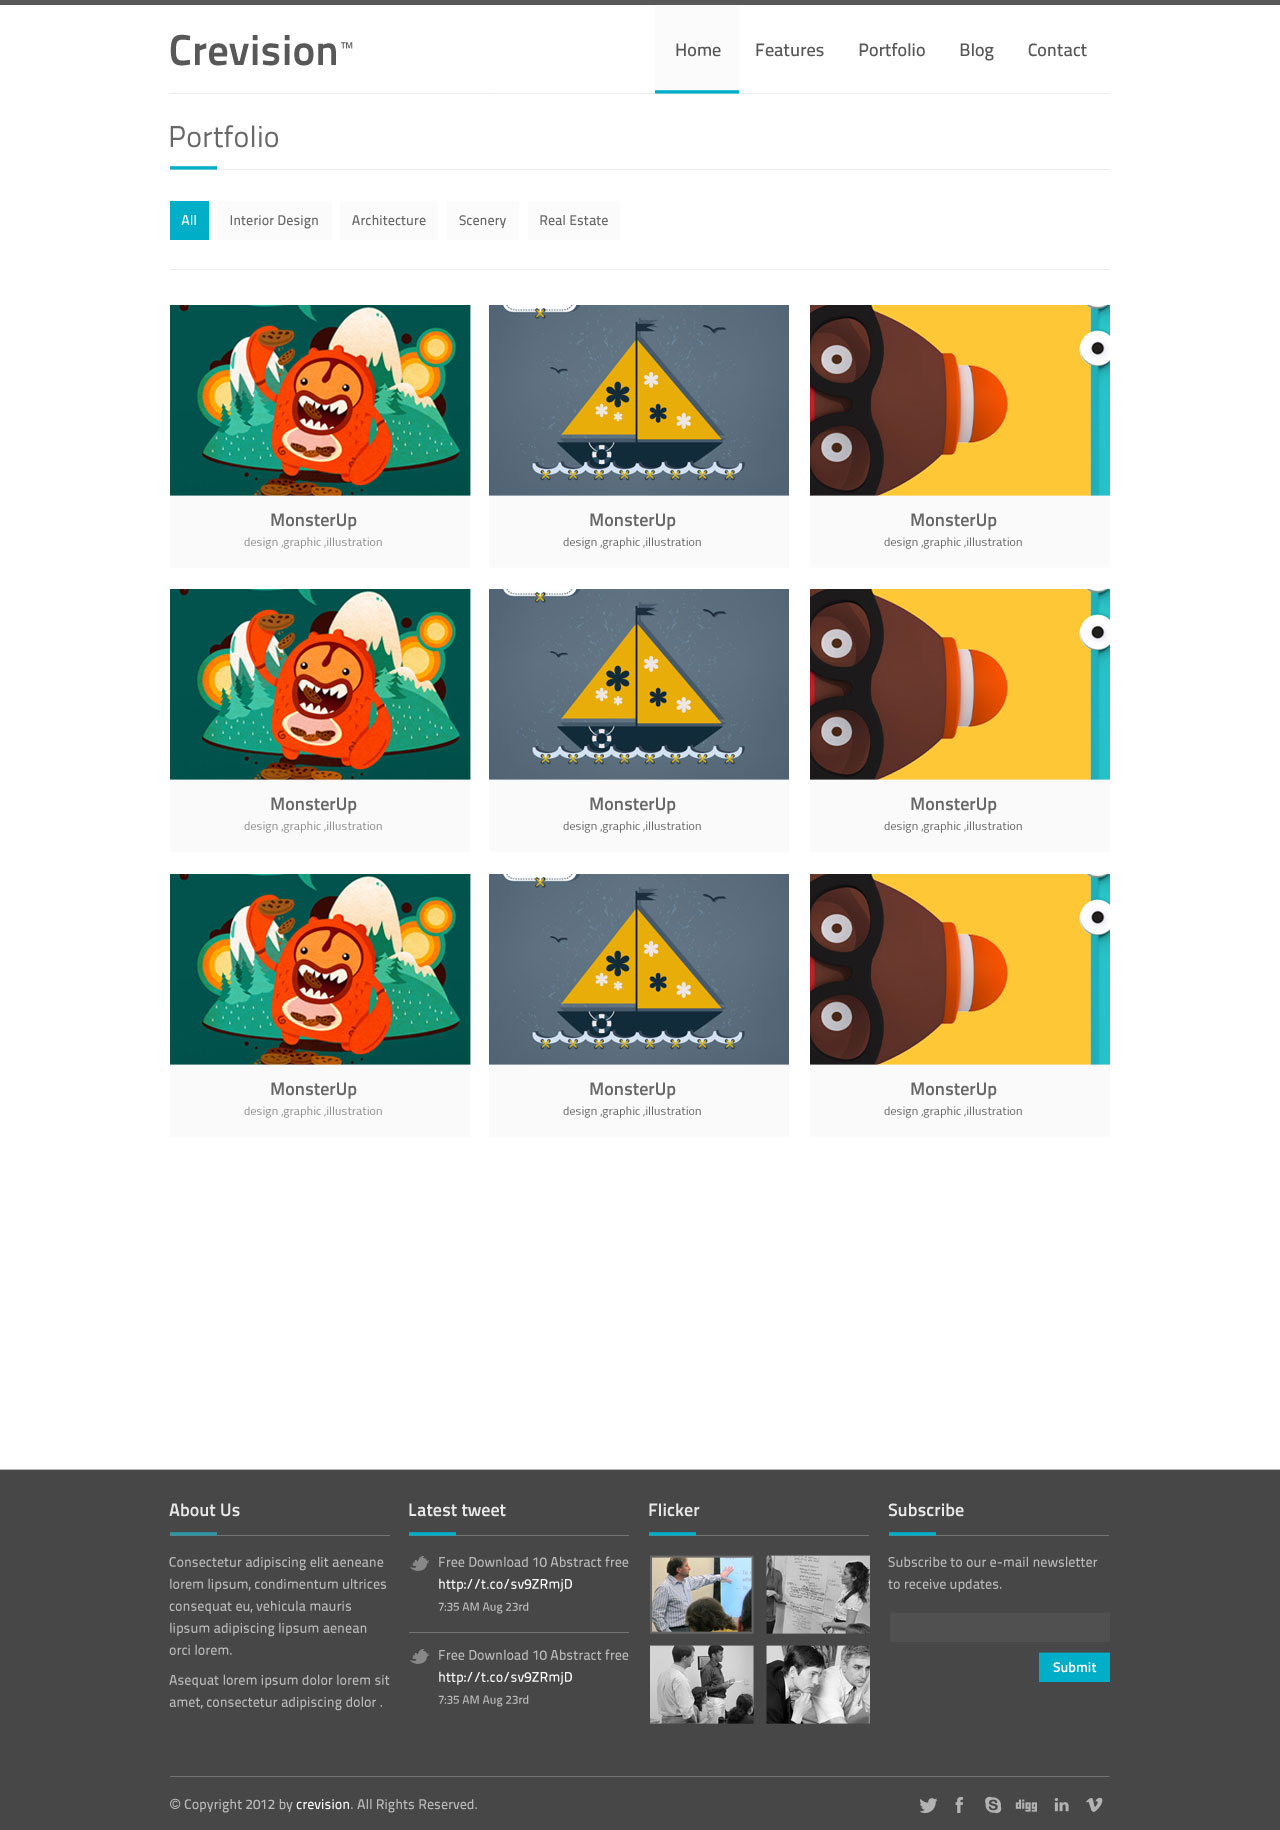 Crevision™
Home Features Portfolio Blog Contact
Portfolio
All Interior Design Architecture Scenery Real Estate
MonsterUp MonsterUp MonsterUp
design ,graphic ,illustration design ,graphic ,illustration design ,graphic ,illustration
MonsterUp MonsterUp MonsterUp
design ,graphic ,illustration design ,graphic ,illustration design ,graphic ,illustration
MonsterUp MonsterUp MonsterUp
design ,graphic ,illustration design ,graphic ,illustration design ,graphic ,illustration
About Us
Consectetur adipiscing elit aeneane
lorem lipsum, condimentum ultrices
consequat eu, vehicula mauris
lipsum adipiscing lipsum aenean
orci lorem.
Asequat lorem ipsum dolor lorem sit
amet, consectetur adipiscing dolor .
Latest tweet
Free Download 10 Abstract free
http://t.co/sv9ZRmjD
7:35 AM Aug 23rd
Free Download 10 Abstract free
http://t.co/sv9ZRmjD
7:35 AM Aug 23rd
Flicker
Subscribe
Subscribe to our e-mail newsletter
to receive updates.
Submit
© Copyright 2012 by crevision. All Rights Reserved.
digg in